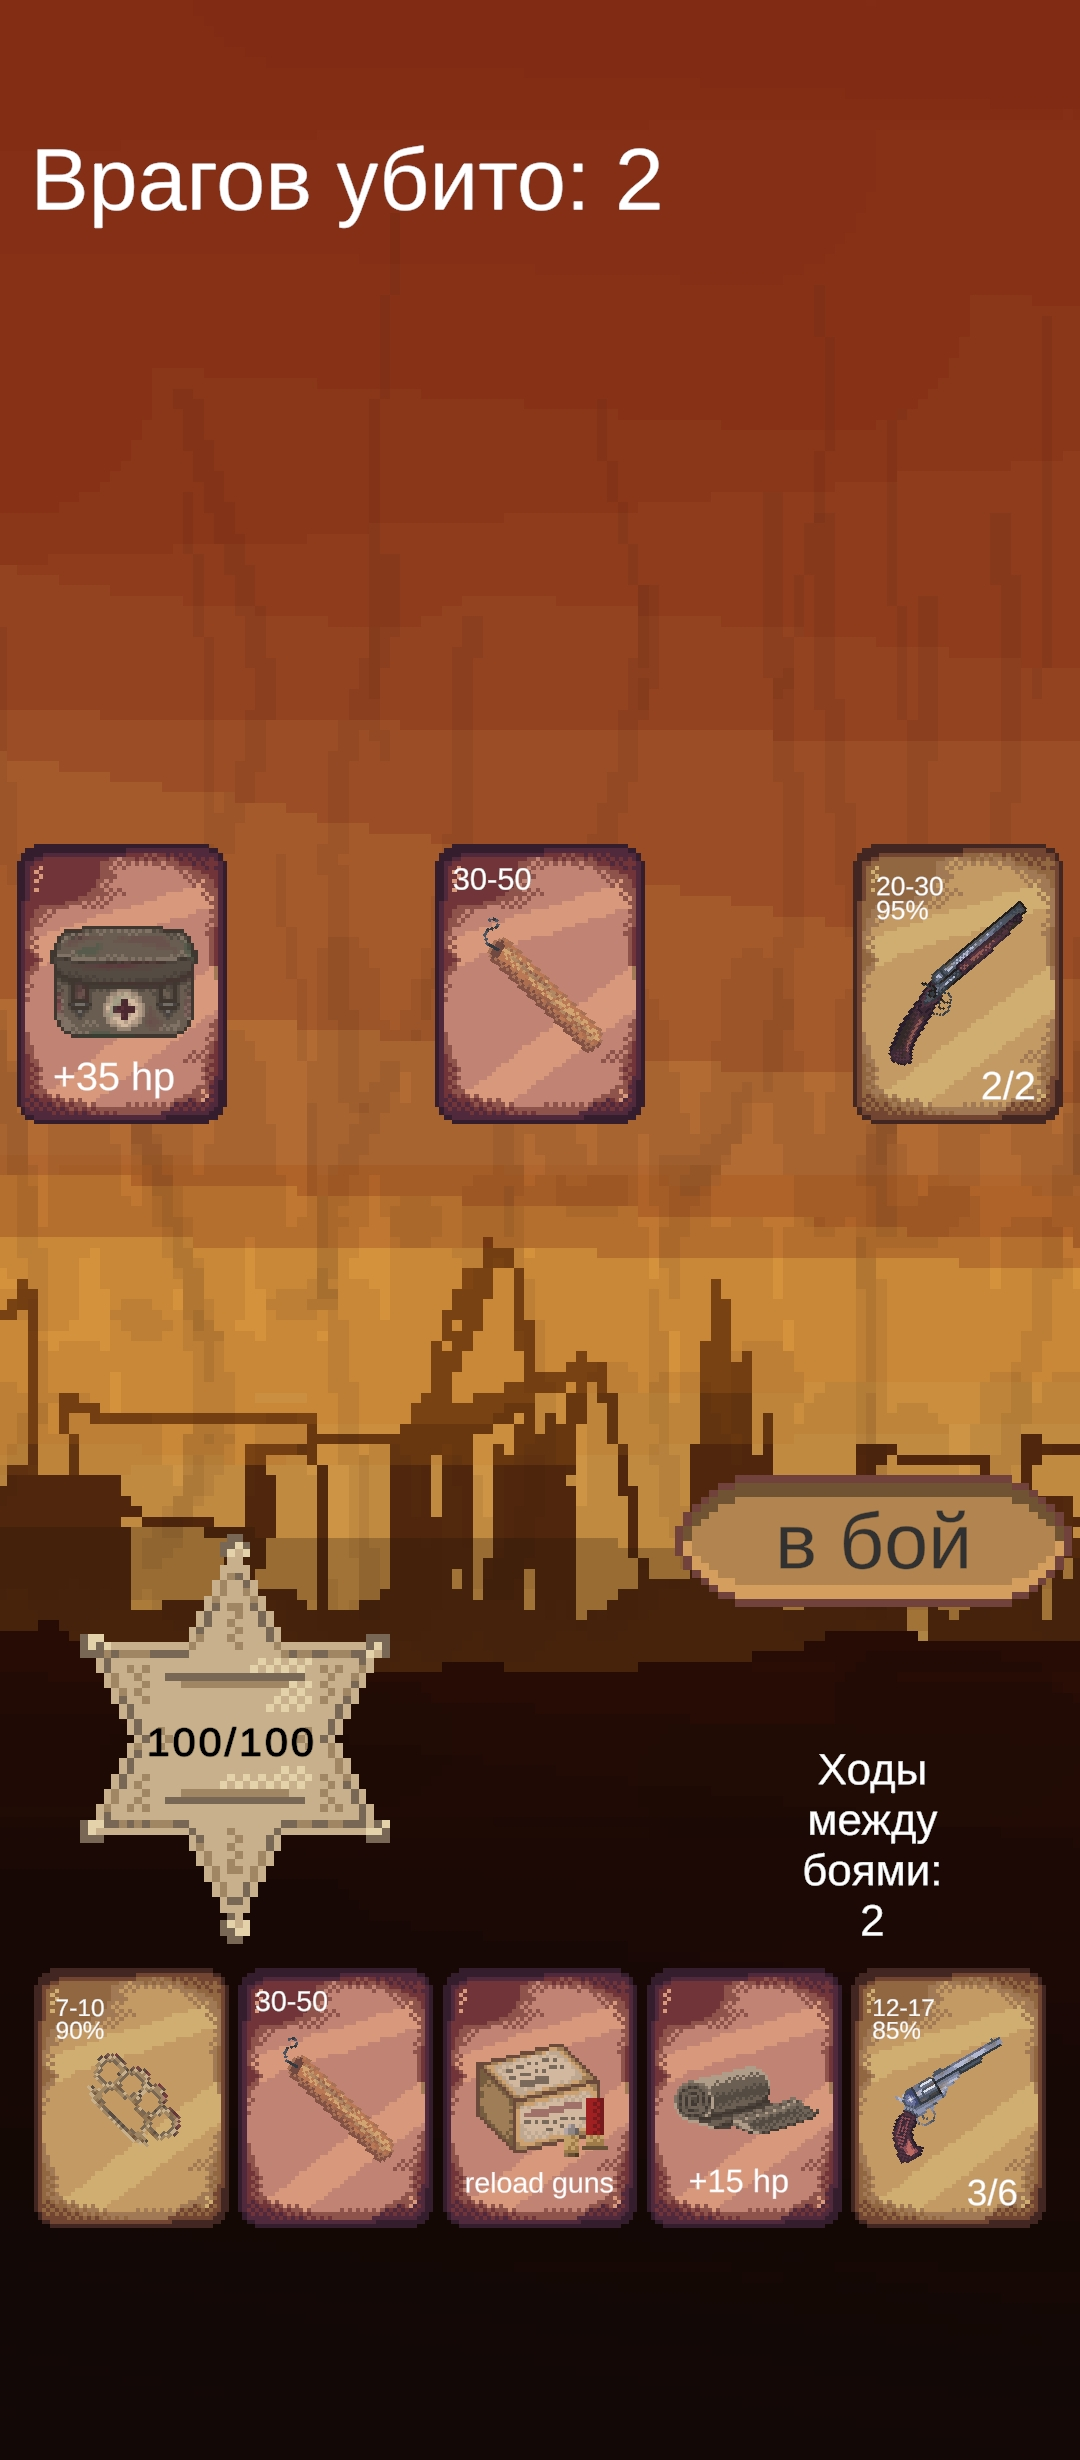 Врагов убито: 2
+35 hp
30-50
20-30
95%
2/2
в бой
100/100
Ходы
между
боями:
2
7-10
90%
30-50
reload guns
+15 hp
12-17
85%
3/6